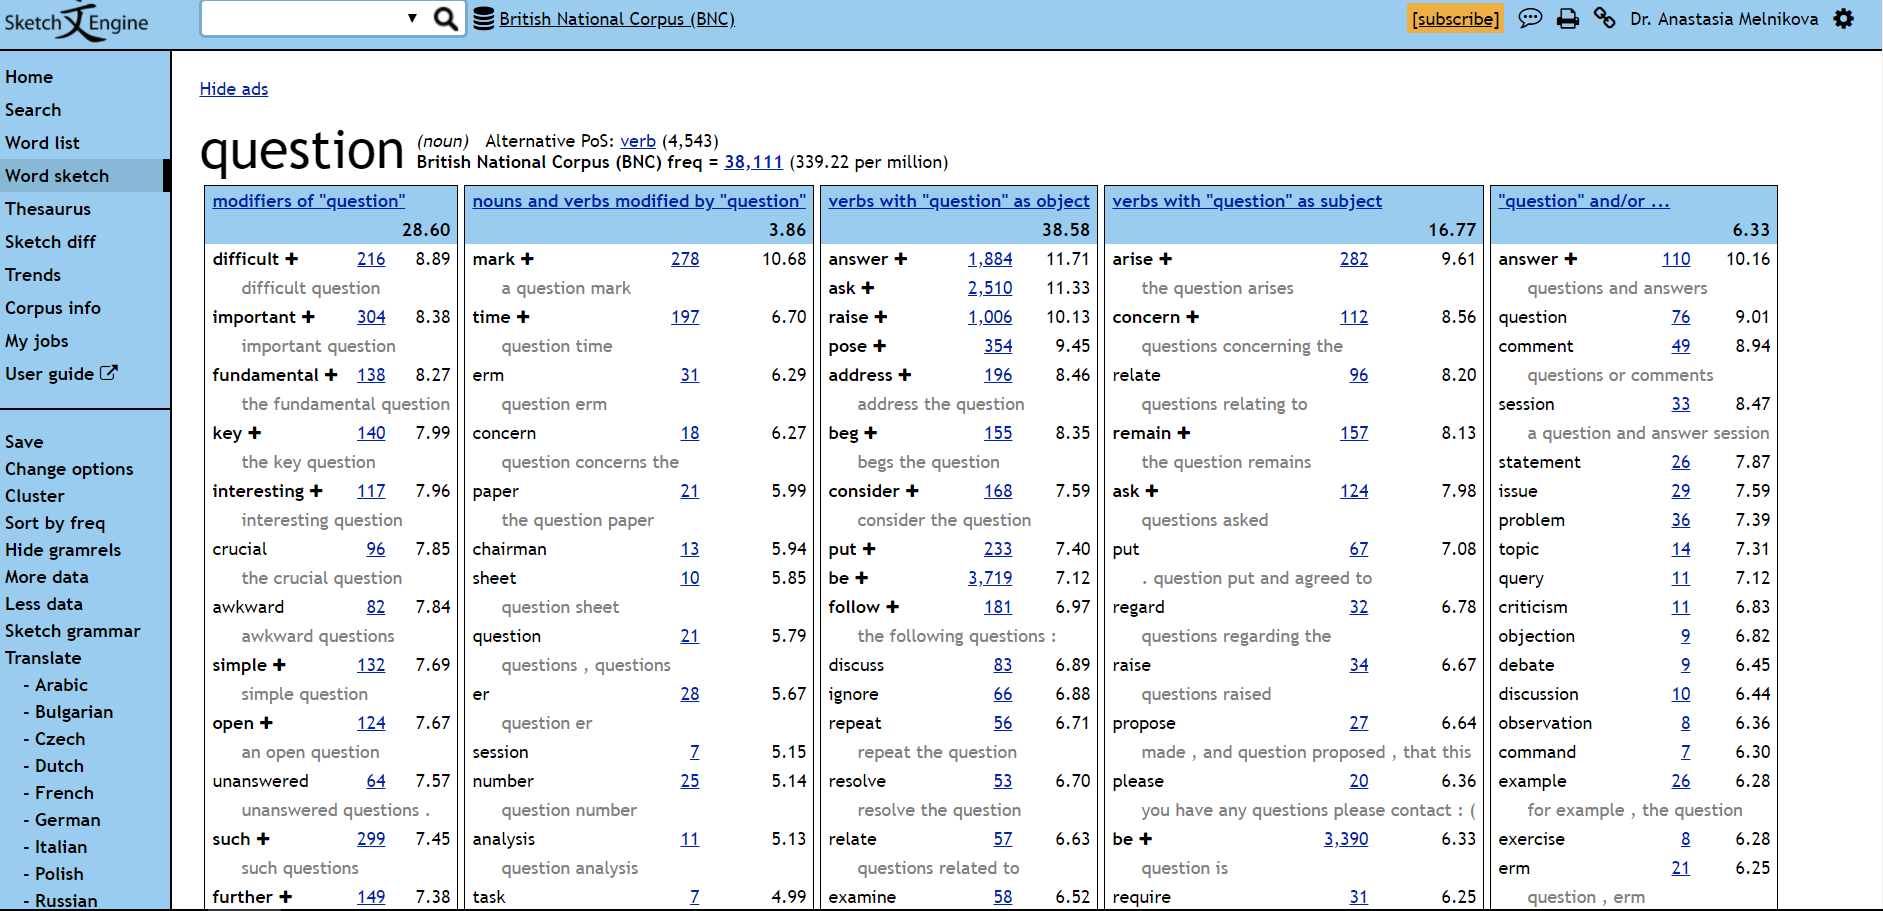 Sketch Engine
British National Corpus (BNC)
[subscribe]
Dr. Anastasia Melnikova
Home
Search
Word list
Word sketch
Thesaurus
Sketch diff
Trends
Corpus info
My jobs
User guide
Save
Change options
Cluster
Sort by freq
Hide gramrels
More data
Less data
Sketch grammar
Translate
- Arabic
- Bulgarian
- Czech
- Dutch
- French
- German
- Italian
- Polish
- Russian
Hide ads
question (noun) Alternative PoS: verb (4,543)
British National Corpus (BNC) freq = 38,111 (339.22 per million)
modifiers of "question"
28.60
difficult + 216 8.89
difficult question
important + 304 8.38
important question
fundamental + 138 8.27
the fundamental question
key + 140 7.99
the key question
interesting + 117 7.96
interesting question
crucial 96 7.85
the crucial question
awkward 82 7.84
awkward questions
simple + 132 7.69
simple question
open + 124 7.67
an open question
unanswered 64 7.57
unanswered questions .
such + 299 7.45
such questions
further + 149 7.38
nouns and verbs modified by "question"
3.86
mark + 278 10.68
a question mark
time + 197 6.70
question time
erm 31 6.29
question erm
concern 18 6.27
question concerns the
paper 21 5.99
the question paper
chairman 13 5.94
sheet 10 5.85
question sheet
question 21 5.79
questions , questions
er 28 5.67
question er
session 7 5.15
number 25 5.14
question number
analysis 11 5.13
question analysis
task 7 4.99
verbs with "question" as object
38.58
answer + 1,884 11.71
ask + 2,510 11.33
raise + 1,006 10.13
pose + 354 9.45
address + 196 8.46
address the question
beg + 155 8.35
begs the question
consider + 168 7.59
consider the question
put + 233 7.40
be + 3,719 7.12
follow + 181 6.97
the following questions :
discuss 83 6.89
ignore 66 6.88
repeat 56 6.71
repeat the question
resolve 53 6.70
resolve the question
relate 57 6.63
questions related to
examine 58 6.52
verbs with "question" as subject
16.77
arise + 282 9.61
the question arises
concern + 112 8.56
questions concerning the
relate 96 8.20
questions relating to
remain + 157 8.13
the question remains
ask + 124 7.98
questions asked
put 67 7.08
. question put and agreed to
regard 32 6.78
questions regarding the
raise 34 6.67
questions raised
propose 27 6.64
made , and question proposed , that this
please 20 6.36
you have any questions please contact : (
be + 3,390 6.33
question is
require 31 6.25
"question" and/or ...
6.33
answer + 110 10.16
questions and answers
question 76 9.01
comment 49 8.94
questions or comments
session 33 8.47
a question and answer session
statement 26 7.87
issue 29 7.59
problem 36 7.39
topic 14 7.31
query 11 7.12
criticism 11 6.83
objection 9 6.82
debate 9 6.45
discussion 10 6.44
observation 8 6.36
command 7 6.30
example 26 6.28
for example , the question
exercise 8 6.28
erm 21 6.25
question , erm